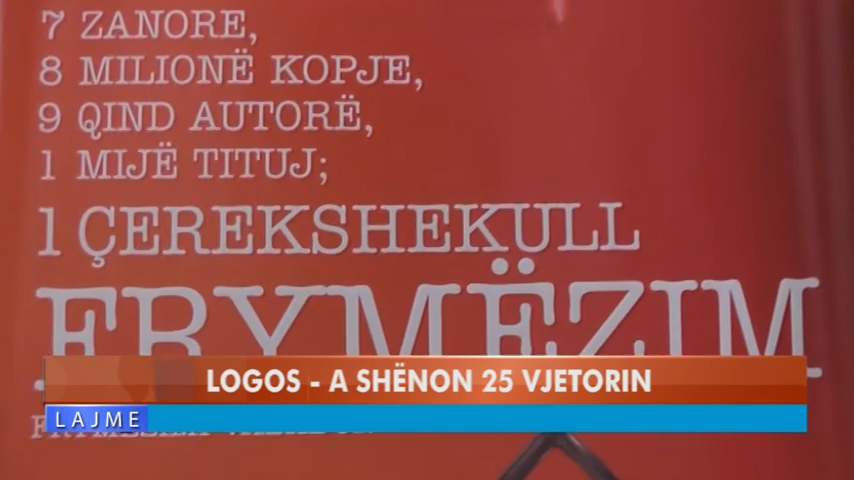 7 ZANORE,
8 MILIONË KOPJE,
9 QIND AUTORË,
1 MIJË TITUJ;
1 ÇEREKSHEKULL
FRYMËZIM
LOGOS - A SHËNON 25 VJETORIN
LAJME